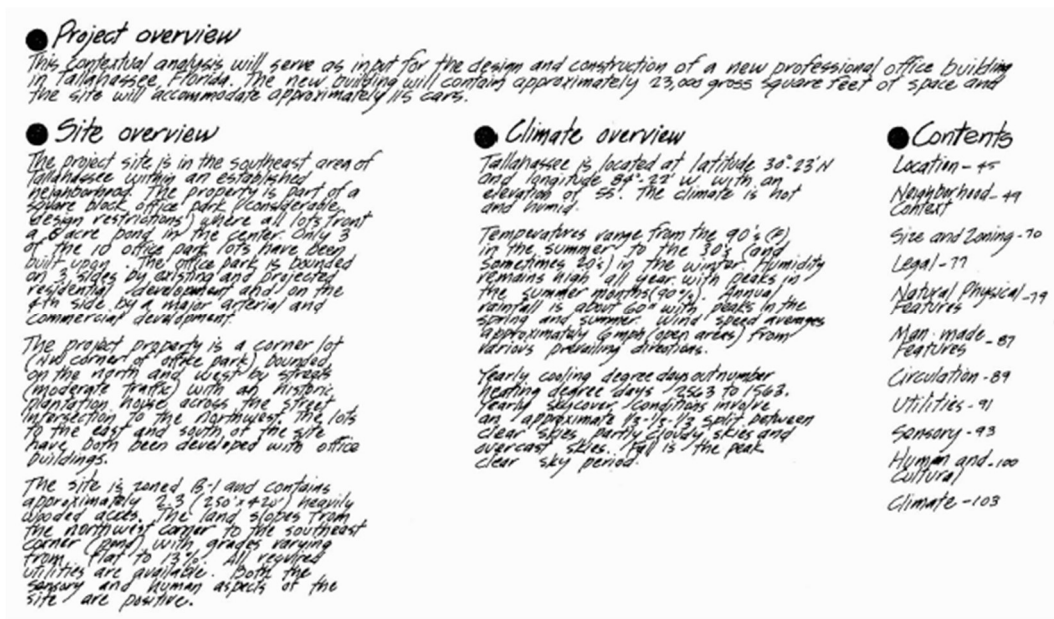 Project overview
This contextual analysis will serve as input for the design and construction of a new professional office building
in Tallahassee, Florida. The new building will contain approximately 23,000 gross square feet of space and
the site will accommodate approximately 115 cars.
Site overview
The project site is in the southeast area of
Tallahassee within an established
neighborhood. The property is part of a
square block office park (considerable
design restrictions) where all lots front
a 6 acre pond in the center. Only 3
of the 10 office park lots have been
built upon. The office park is bounded
on 3 sides by existing and projected
residential development and on the
4th side by a major arterial and
commercial development.
The project property is a corner lot
(NW corner of office park) bounded
on the north and west by streets
(moderate traffic) with an historic
plantation house across the street
intersection to the northwest. The lots
to the east and south of the site
have both been developed with office
buildings.
The site is zoned B-1 and contains
approximately 2.3 (250' x 420') heavily
wooded acres. The land slopes from
the northwest corner to the southeast
corner (pond) with grades varying
from flat to 13%. All required
utilities are available. Both the
sensory and human aspects of the
site are positive.
Climate overview
Tallahassee is located at latitude 30°-23' N
and longitude 84°-22' W. with an
elevation of 55'. The climate is hot
and humid.
Temperatures range from the 90's (F)
in the summer to the 30's (and
sometimes 20's) in the winter. Humidity
remains high all year with peaks in
the summer months (90%). Annual
rainfall is about 60" with peaks in the
spring and summer. Wind speed averages
approximately 6 mph (open areas) from
various prevailing directions.
Yearly cooling degree days outnumber
heating degree days 2563 to 1563.
Yearly skycover conditions involve
an approximate 1/3-1/3-1/3 split between
clear skies, partly cloudy skies and
overcast skies. Fall is the peak
clear sky period.
Contents
Location - 45
Neighborhood - 49
Context
Size and Zoning - 70
Legal - 77
Natural Physical - 79
Features
Man-made - 87
Features
Circulation - 89
Utilities - 91
Sensory - 93
Human and - 100
Cultural
Climate - 103